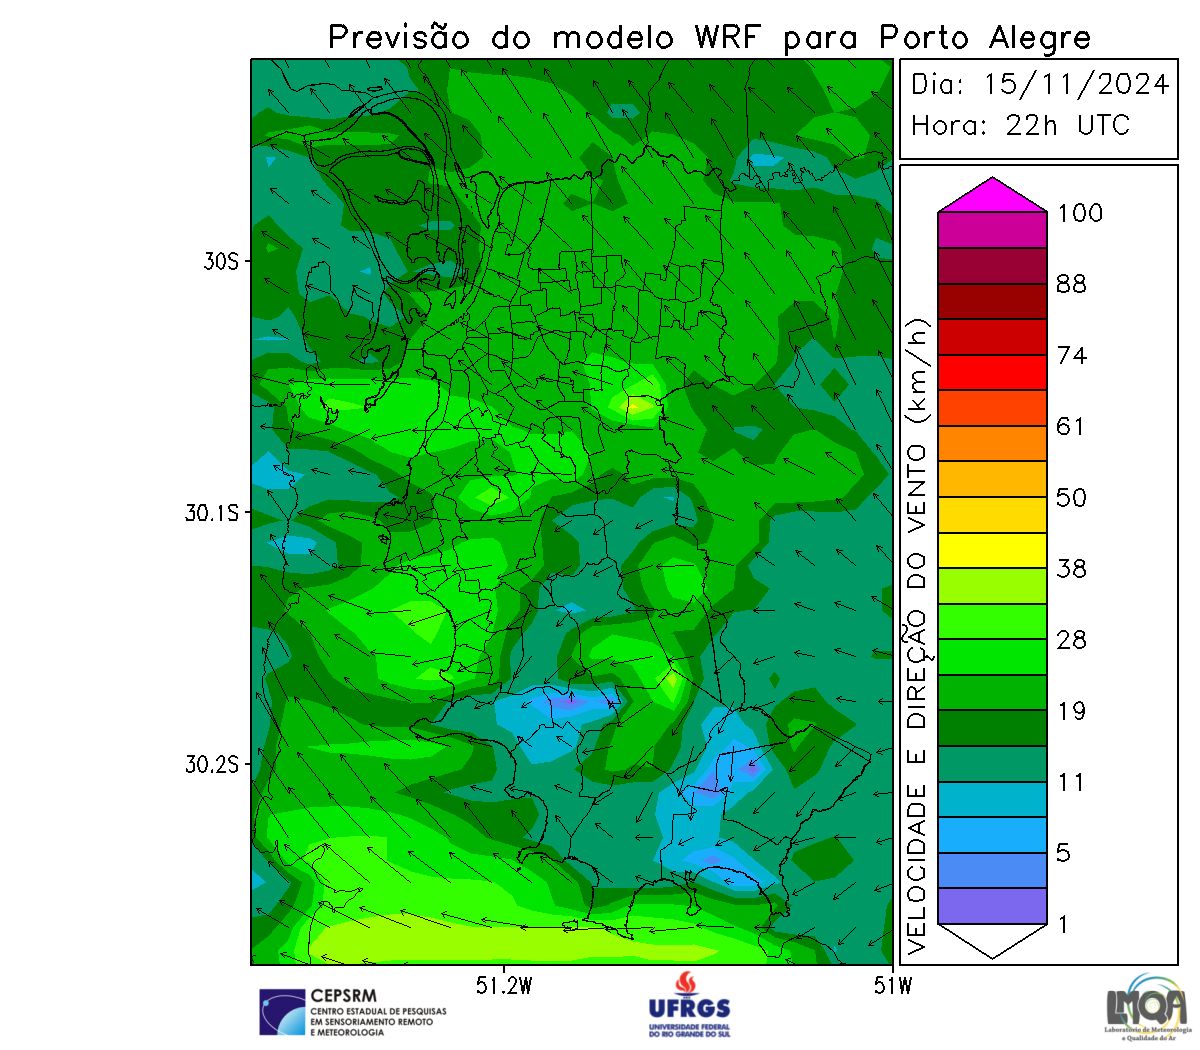 Previsão do modelo WRF para Porto Alegre
Dia: 15/11/2024
Hora: 22h UTC
30S
30.1S
30.2S
51.2W
51W
VELOCIDADE E DIREÇÃO DO VENTO (km/h)
100
88
74
61
50
38
28
19
11
5
1
CEPSRM
CENTRO ESTADUAL DE PESQUISAS
EM SENSORIAMENTO REMOTO
E METEOROLOGIA
UFRGS
UNIVERSIDADE FEDERAL
DO RIO GRANDE DO SUL
LMQA
Laboratório de Meteorologia
e Qualidade do Ar